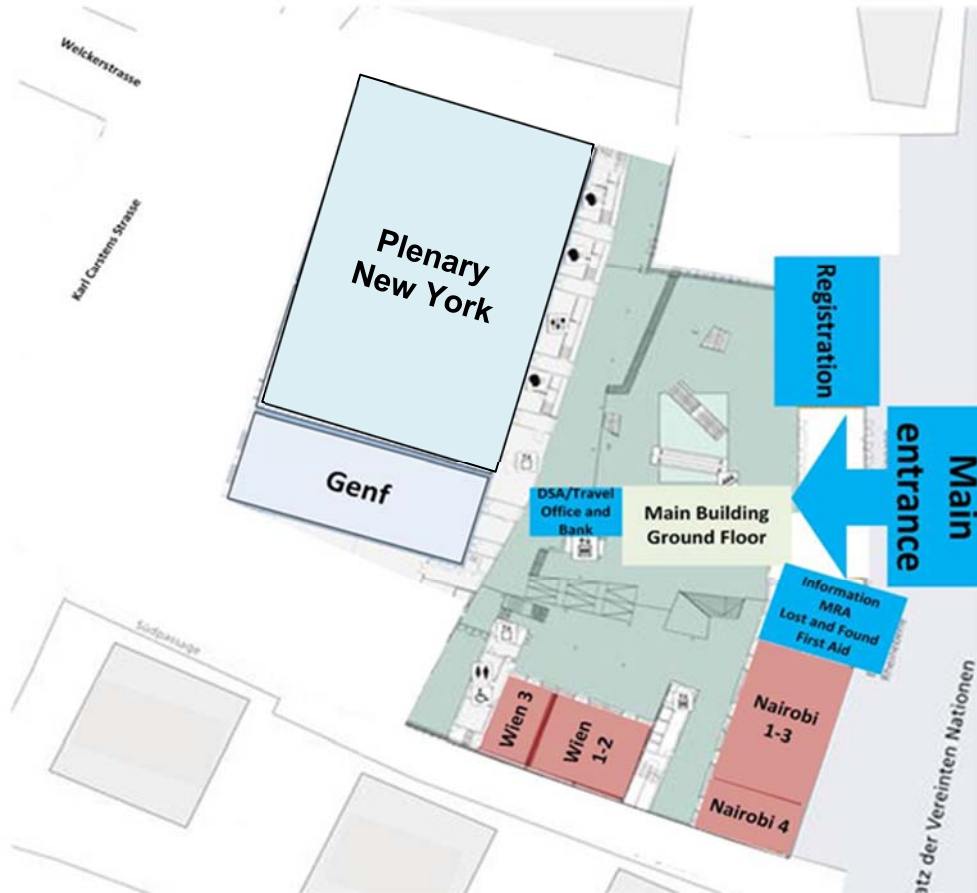 Welckerstrasse
Karl Carstens Strasse
Plenary
New York
Genf
Registration
Main
entrance
DSA/Travel
Office and
Bank
Main Building
Ground Floor
Information
MRA
Lost and Found
First Aid
Südpassage
Wien 3
Wien
1-2
Nairobi
1-3
Nairobi 4
atz der Vereinten Nationen